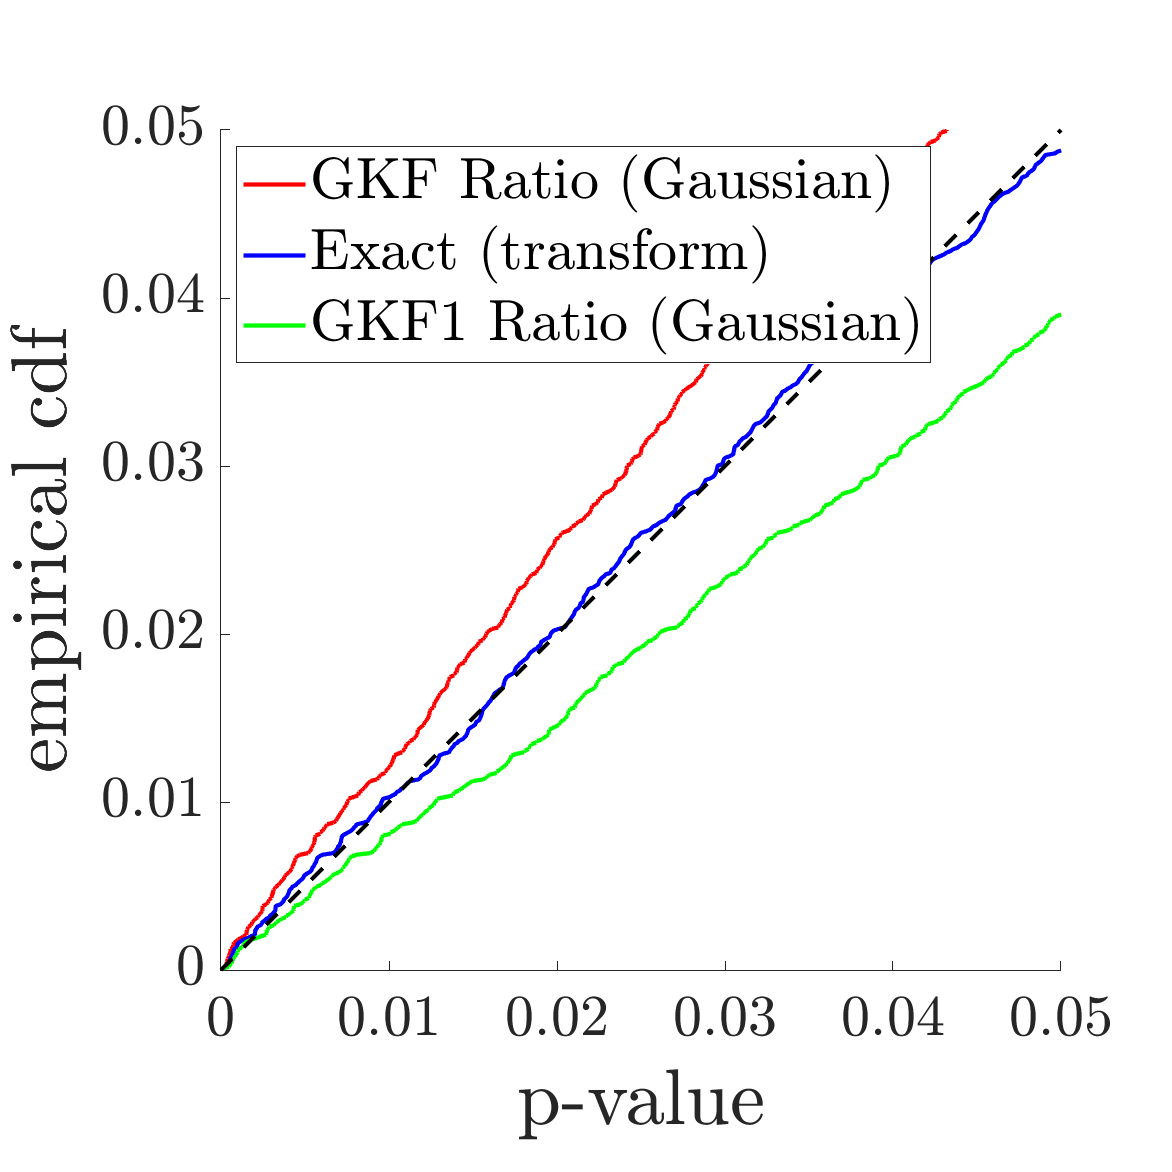 0.05
GKF Ratio (Gaussian)
Exact (transform)
GKF1 Ratio (Gaussian)
0.04
0.03
0.02
0.01
0
empirical cdf
0 0.01 0.02 0.03 0.04 0.05
p-value